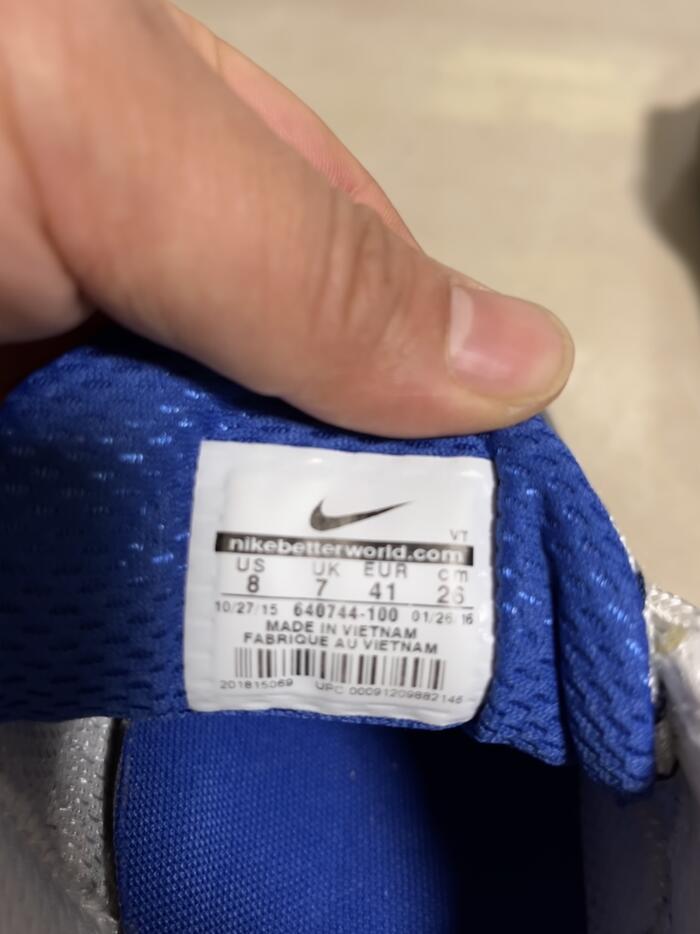 VT
nikebetterworld.com
US UK EUR cm
8 7 41 26
10/27/15 640744-100 01/26/16
MADE IN VIETNAM
FABRIQUE AU VIETNAM
201815069 UPC 00091209882146